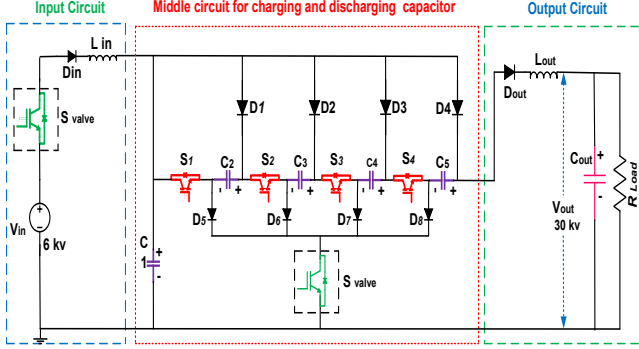 Input Circuit
Middle circuit for charging and discharging capacitor
Output Circuit
L in
Din
Lout
Dout
S valve
D1
D2
D3
D4
S1
C2
S2
C3
S3
C4
S4
C5
- +
- +
- +
- +
Cout
+
-
R Load
Vin
+
-
6 kv
D5
D6
D7
D8
Vout
30 kv
C
1
+
-
S valve